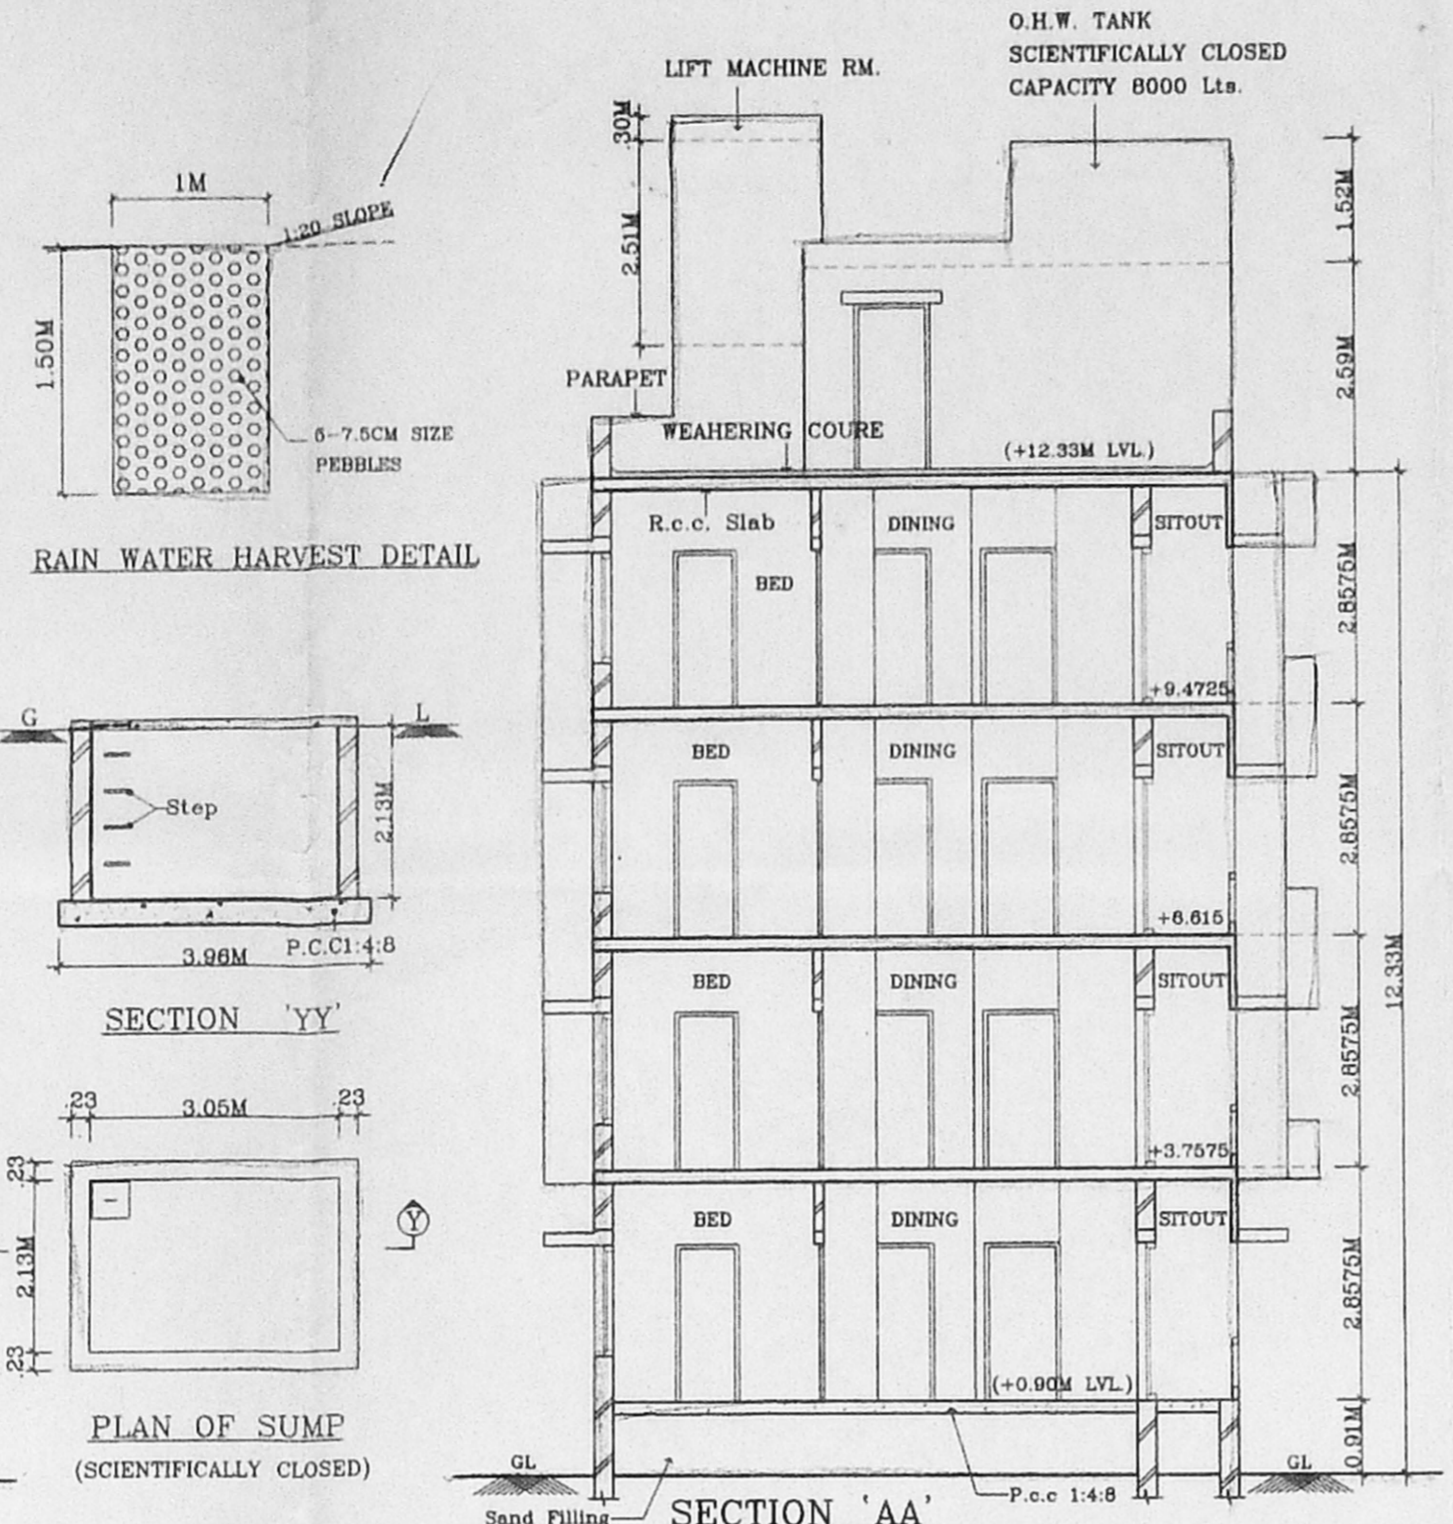 O.H.W. TANK
SCIENTIFICALLY CLOSED
CAPACITY 8000 Lts.
LIFT MACHINE RM.
.30M
2.51M
1.52M
2.59M
PARAPET
WEAHERING COURE
(+12.33M LVL.)
1M
1:20 SLOPE
1.50M
6-7.5CM SIZE
PEBBLES
RAIN WATER HARVEST DETAIL
R.c.c. Slab
DINING
SITOUT
BED
2.8575M
+9.4725
BED
DINING
SITOUT
2.8575M
+6.615
BED
DINING
SITOUT
2.8575M
+3.7575
BED
DINING
SITOUT
2.8575M
(+0.90M LVL.)
0.91M
12.33M
GL
GL
Sand Filling
P.c.c 1:4:8
SECTION 'AA'
G
L
Step
2.13M
P.C.C1:4:8
3.96M
SECTION 'YY'
.23
3.05M
.23
.23
2.13M
.23
Y
PLAN OF SUMP
(SCIENTIFICALLY CLOSED)